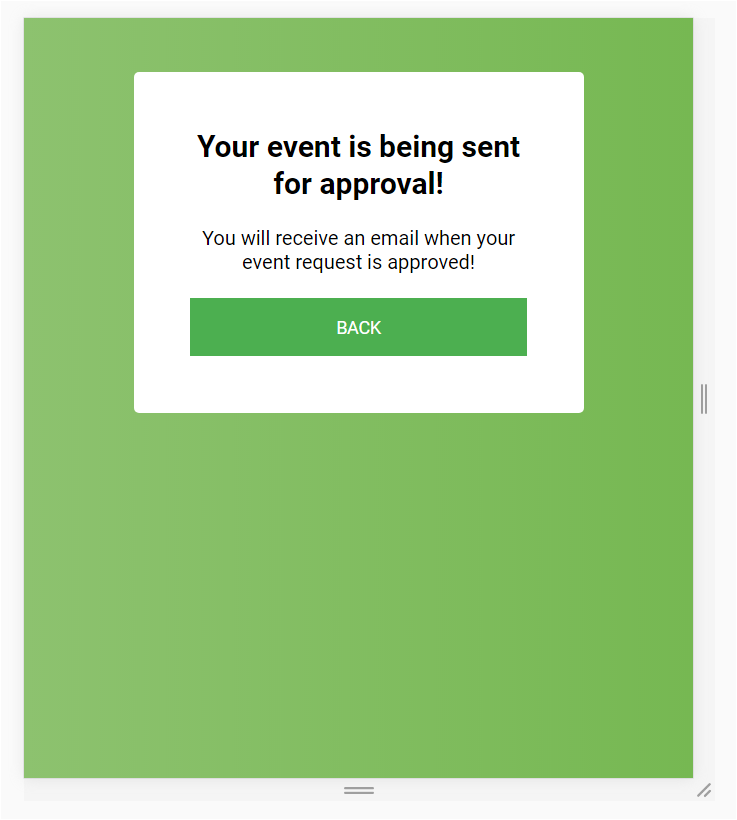 Your event is being sent
for approval!
You will receive an email when your
event request is approved!
BACK